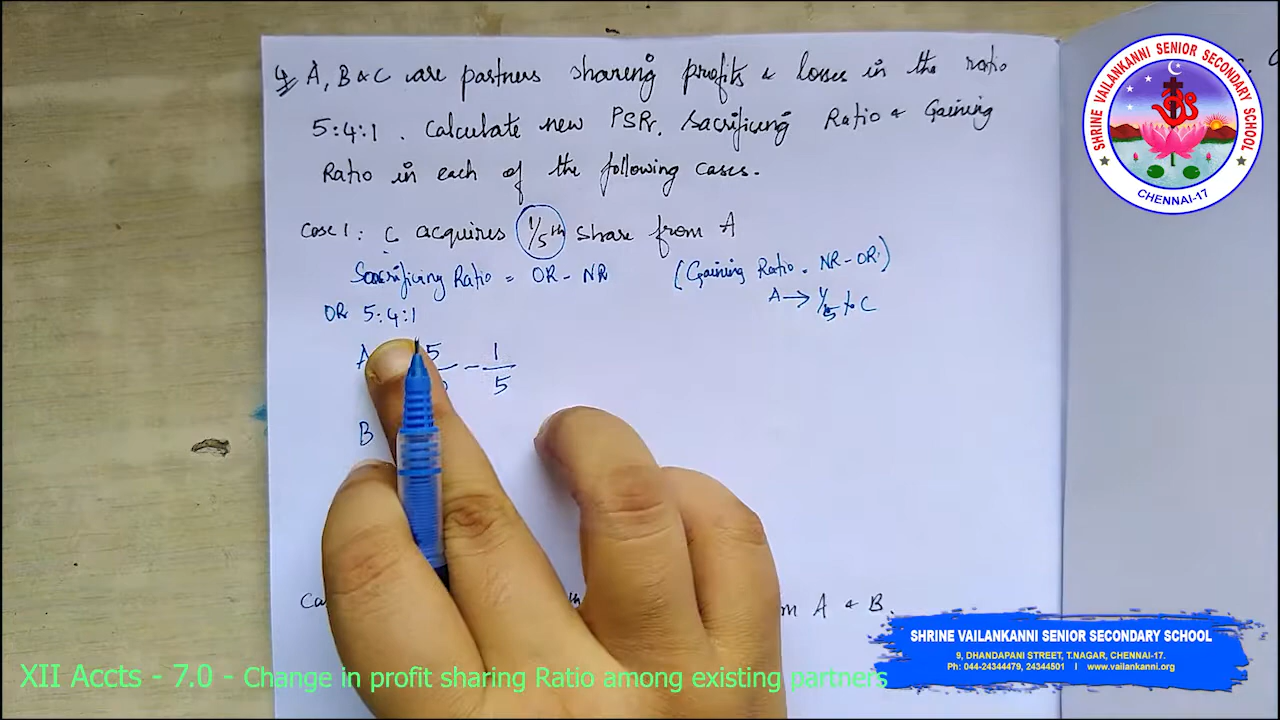 4 A, B & C are partners sharing profits & losses in the ratio
5:4:1. Calculate new PSR, Sacrificing Ratio & Gaining
Ratio in each of the following cases.
Case 1: C acquires 1/5th share from A
Sacrificing Ratio = OR - NR (Gaining Ratio = NR - OR)
A → 1/5 to C
OR 5:4:1
A 5 - 1/5
B
Ca
m A & B.
SHRINE VAILANKANNI SENIOR SECONDARY SCHOOL
CHENNAI-17
SHRINE VAILANKANNI SENIOR SECONDARY SCHOOL
9, DHANDAPANI STREET, T.NAGAR, CHENNAI-17.
Ph: 044-24344479, 24344501 I www.vailankanni.org
XII Accts - 7.0 - Change in profit sharing Ratio among existing partners